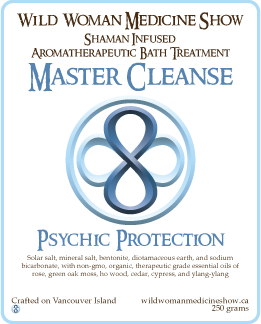 Wild Woman Medicine Show
Shaman Infused
Aromatherapeutic Bath Treatment
Master Cleanse
Psychic Protection
Solar salt, mineral salt, bentonite, diotamaceous earth, and sodium
bicarbonate, with non-gmo, organic, therapeutic grade essential oils of
rose, green oak moss, ho wood, cedar, cypress, and ylang-ylang
Crafted on Vancouver Island
wildwomanmedicineshow.ca
250 grams